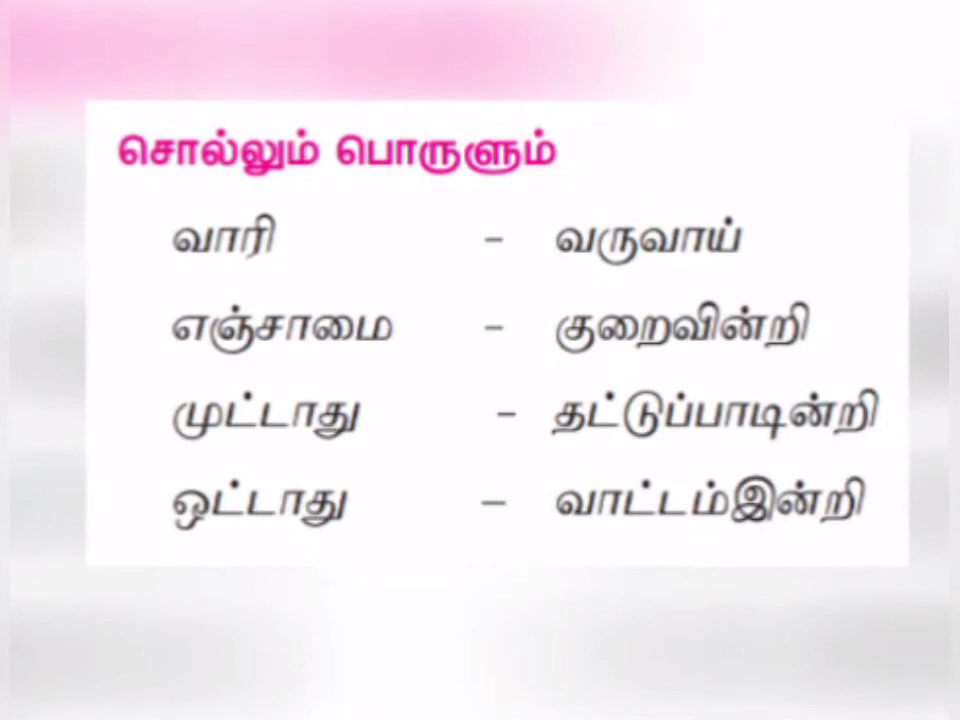 சொல்லும் பொருளும்
வாரி - வருவாய்
எஞ்சாமை - குறைவின்றி
முட்டாது - தட்டுப்பாடின்றி
ஒட்டாது – வாட்டம்இன்றி